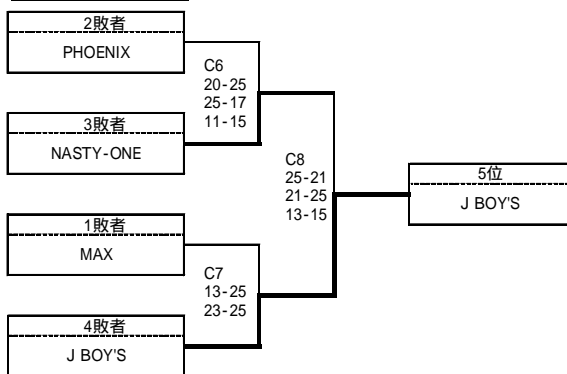 2敗者
PHOENIX
C6
20-25
25-17
11-15
3敗者
NASTY-ONE
C8
25-21
21-25
13-15
5位
J BOY'S
1敗者
MAX
C7
13-25
23-25
4敗者
J BOY'S